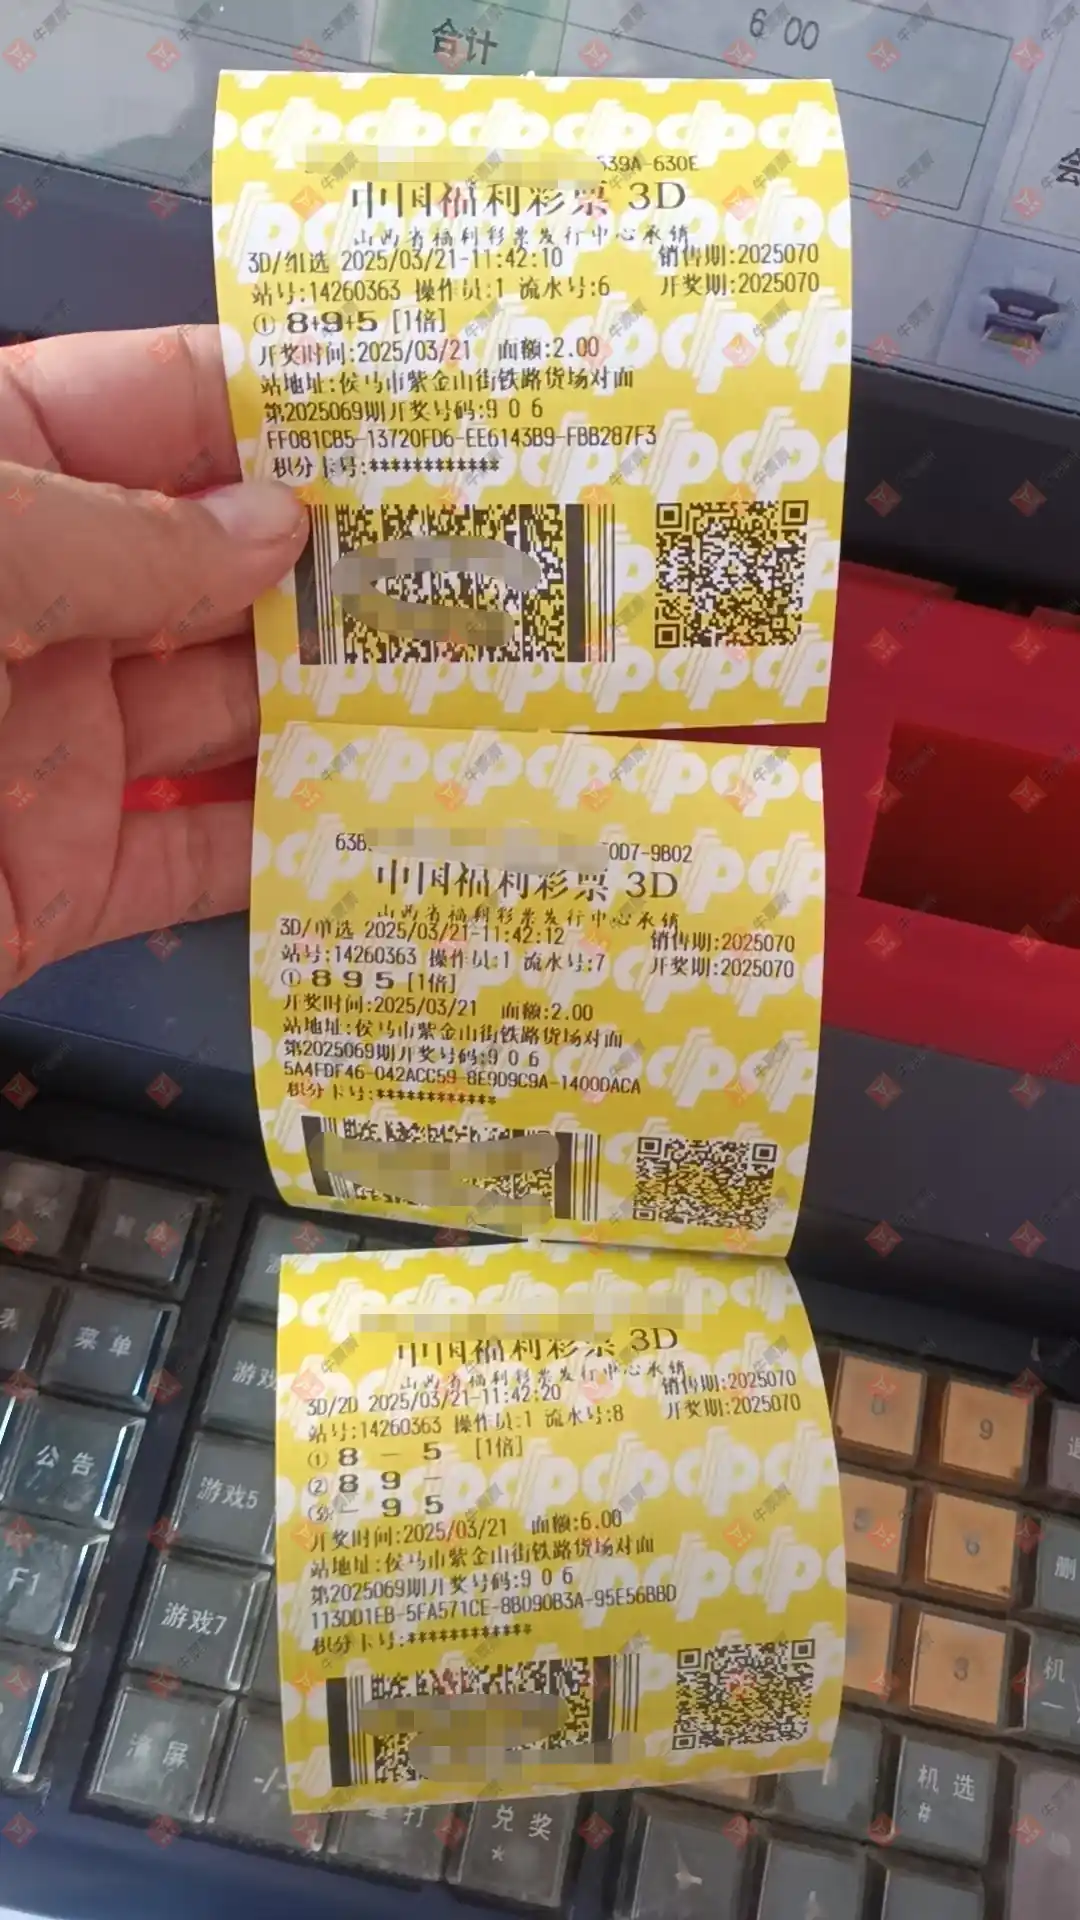 合计 6 00
539A-630E
中国福利彩票 3D
山西省福利彩票发行中心承销
3D/组选 2025/03/21-11:42:10 销售期:2025070
站号:14260363 操作员:1 流水号:6 开奖期:2025070
① 8+9+5 [1倍]
开奖时间:2025/03/21 面额:2.00
站地址:侯马市紫金山街铁路货场对面
第2025069期开奖号码:9 0 6
FF081CB5-13720FD6-EE6143B9-FBB287F3
积分卡号:************
63B 0D7-9B02
中国福利彩票 3D
山西省福利彩票发行中心承销
3D/单选 2025/03/21-11:42:12 销售期:2025070
站号:14260363 操作员:1 流水号:7 开奖期:2025070
① 8 9 5 [1倍]
开奖时间:2025/03/21 面额:2.00
站地址:侯马市紫金山街铁路货场对面
第2025069期开奖号码:9 0 6
5A4FDF46-042ACC59-8E9D9C9A-1400DACA
积分卡号:************
中国福利彩票 3D
山西省福利彩票发行中心承销
3D/2D 2025/03/21-11:42:20 销售期:2025070
站号:14260363 操作员:1 流水号:8 开奖期:2025070
① 8 - 5 [1倍]
② 8 9 -
- 9 5
开奖时间:2025/03/21 面额:6.00
站地址:侯马市紫金山街铁路货场对面
第2025069期开奖号码:9 0 6
113DD1EB-5FA571CE-8B090B3A-95E56BBD
积分卡号:************
菜单
公告
游戏5
F1
游戏7
清屏
9
6
3
删
机
机选
#
兑奖
*
牛票票